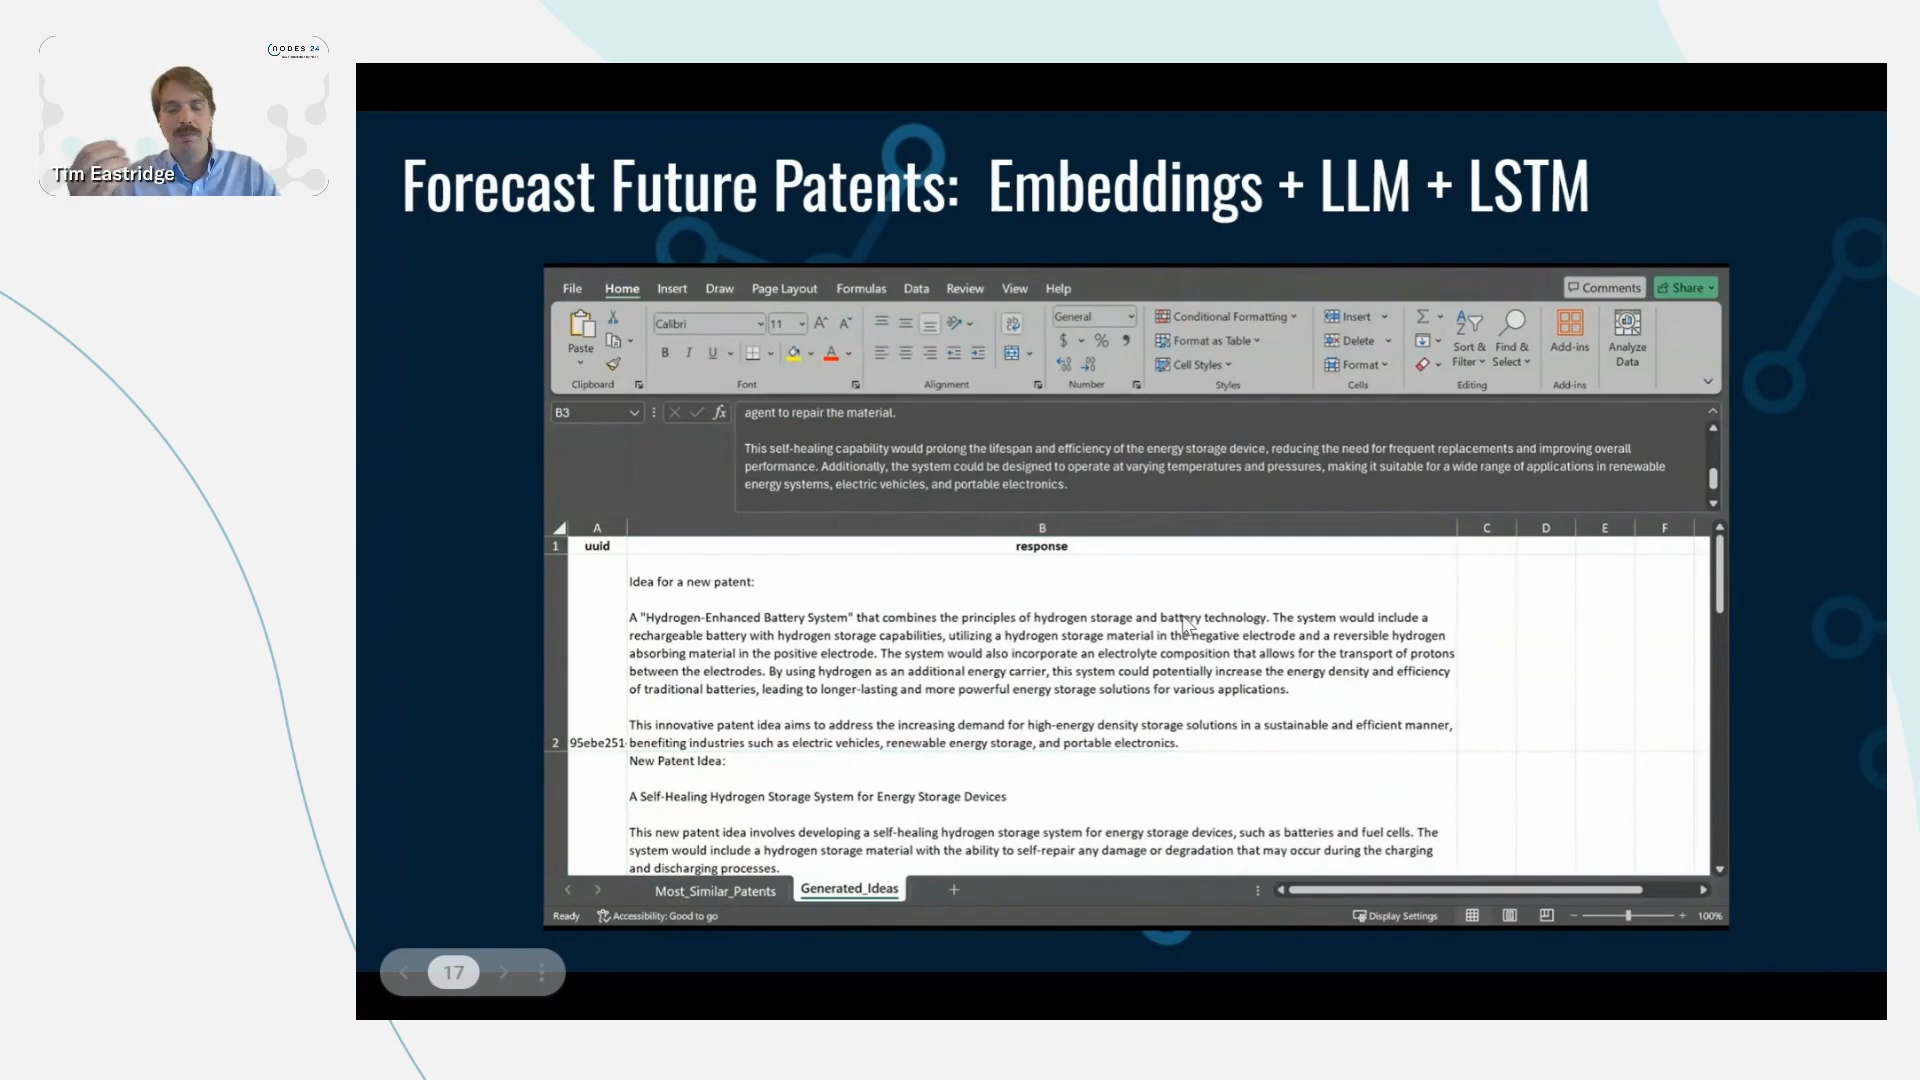 NODES 24
Tim Eastridge
Forecast Future Patents: Embeddings + LLM + LSTM
File Home Insert Draw Page Layout Formulas Data Review View Help
Comments Share
Paste
Clipboard
Calibri 11
B I U
Font
Alignment
General
$ % ,
Number
Conditional Formatting
Format as Table
Cell Styles
Styles
Insert
Delete
Format
Cells
Sort & Filter
Find & Select
Editing
Add-ins
Add-ins
Analyze Data
B3
fx
agent to repair the material.
This self-healing capability would prolong the lifespan and efficiency of the energy storage device, reducing the need for frequent replacements and improving overall
performance. Additionally, the system could be designed to operate at varying temperatures and pressures, making it suitable for a wide range of applications in renewable
energy systems, electric vehicles, and portable electronics.
A B C D E F
1 uuid response
Idea for a new patent:
A "Hydrogen-Enhanced Battery System" that combines the principles of hydrogen storage and battery technology. The system would include a
rechargeable battery with hydrogen storage capabilities, utilizing a hydrogen storage material in the negative electrode and a reversible hydrogen
absorbing material in the positive electrode. The system would also incorporate an electrolyte composition that allows for the transport of protons
between the electrodes. By using hydrogen as an additional energy carrier, this system could potentially increase the energy density and efficiency
of traditional batteries, leading to longer-lasting and more powerful energy storage solutions for various applications.
This innovative patent idea aims to address the increasing demand for high-energy density storage solutions in a sustainable and efficient manner,
2 95ebe251- benefiting industries such as electric vehicles, renewable energy storage, and portable electronics.
New Patent Idea:
A Self-Healing Hydrogen Storage System for Energy Storage Devices
This new patent idea involves developing a self-healing hydrogen storage system for energy storage devices, such as batteries and fuel cells. The
system would include a hydrogen storage material with the ability to self-repair any damage or degradation that may occur during the charging
and discharging processes.
Most_Similar_Patents Generated_Ideas
Ready Accessibility: Good to go Display Settings 100%
17